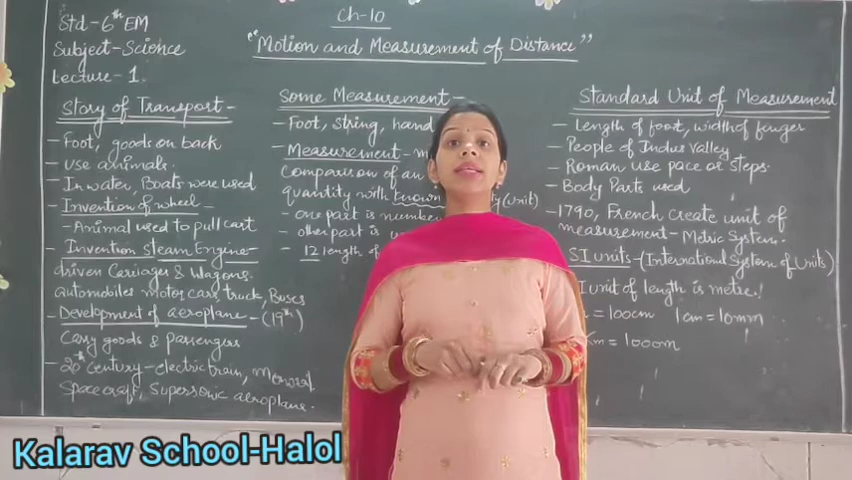 Std-6th EM
Subject-Science
Lecture-1.
Ch-10
"Motion and Measurement of Distance"
Story of Transport-
- Foot, goods on back
- use animals.
- In water, Boats were used
- Invention of wheel-
- Animal used to pull cart
- Invention steam Engine-
driven Carriages & Wagons.
automobiles motor cars, truck, Buses
- Development of aeroplane - (19th)
Carry goods & passengers
- 20th Century - electric train,
Spacecraft, Supersonic aeroplane.
Some Measurement-
- Foot, string, hand
- Measurement-
Comparison of an
quantity with known (unit)
- one part is number
- other part is
- 12 length of
Standard Unit of Measurement
- Length of foot, width of finger
- People of Indus Valley
- Roman use pace or steps.
- Body Parts used
- 1790, French create unit of
measurement - Metric System.
SI units - (International System of Units)
unit of length is metre.
= 100cm 1cm = 10mm
Km = 1000m
Kalarav School-Halol